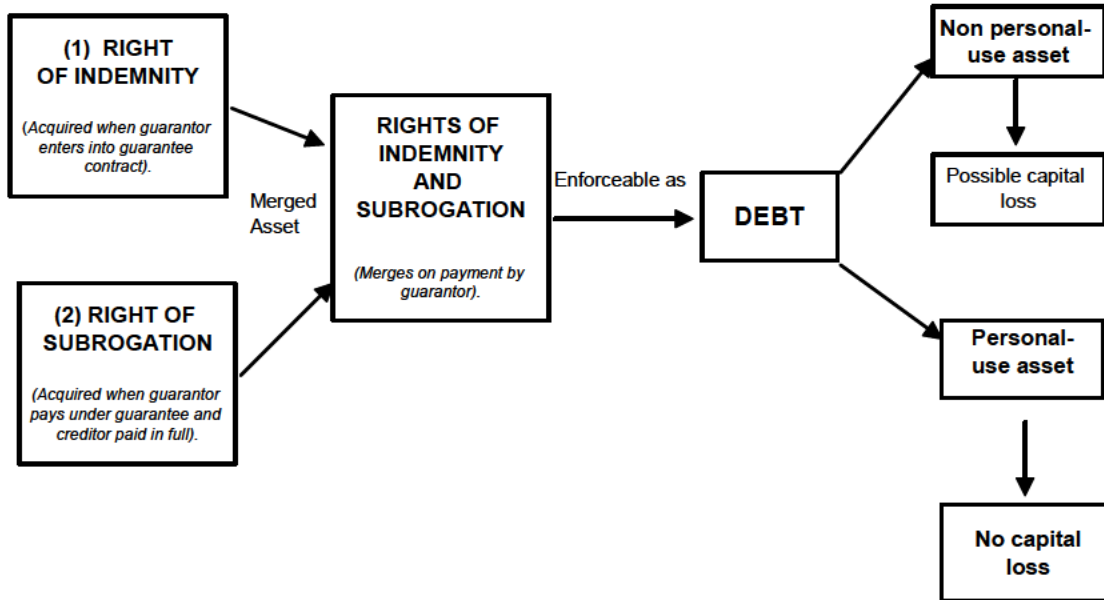 (1) RIGHT
OF INDEMNITY
(Acquired when guarantor
enters into guarantee
contract).
(2) RIGHT OF
SUBROGATION
(Acquired when guarantor
pays under guarantee and
creditor paid in full).
Merged
Asset
RIGHTS OF
INDEMNITY
AND
SUBROGATION
(Merges on payment by
guarantor).
Enforceable as
DEBT
Non personal-
use asset
Possible capital
loss
Personal-
use asset
No capital
loss